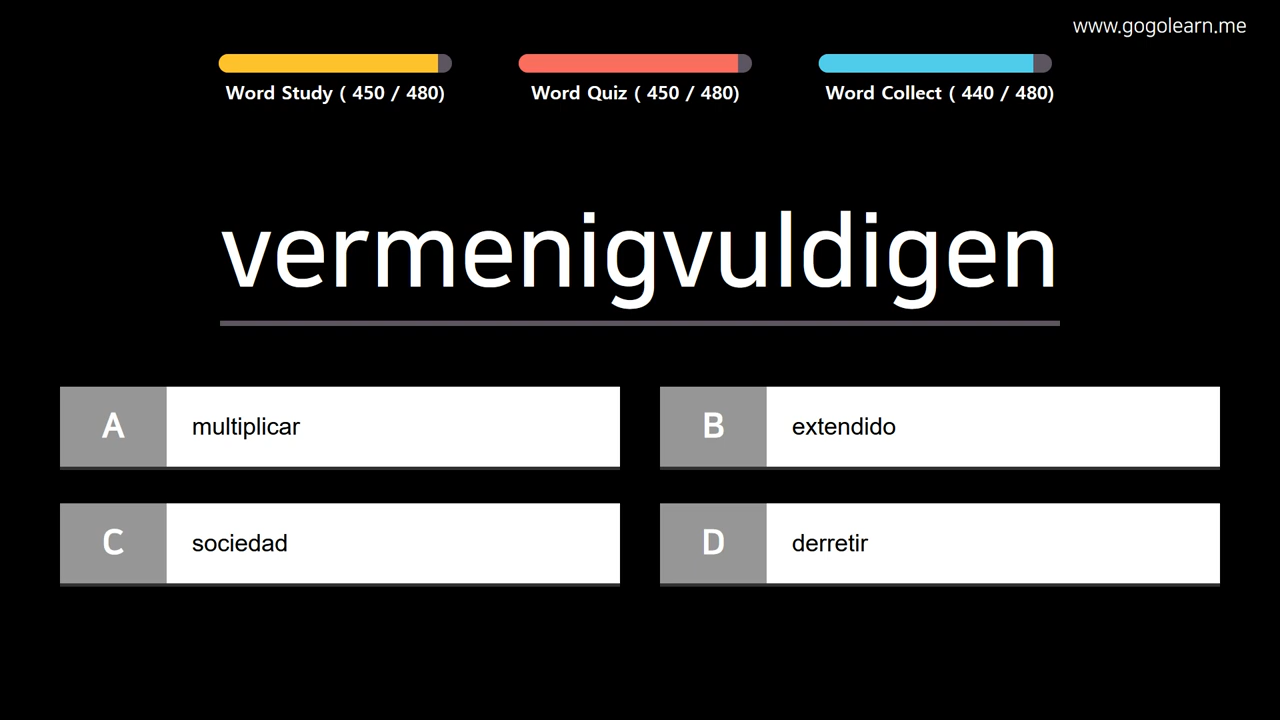 www.gogolearn.me
Word Study ( 450 / 480)
Word Quiz ( 450 / 480)
Word Collect ( 440 / 480)
vermenigvuldigen
A multiplicar
B extendido
C sociedad
D derretir